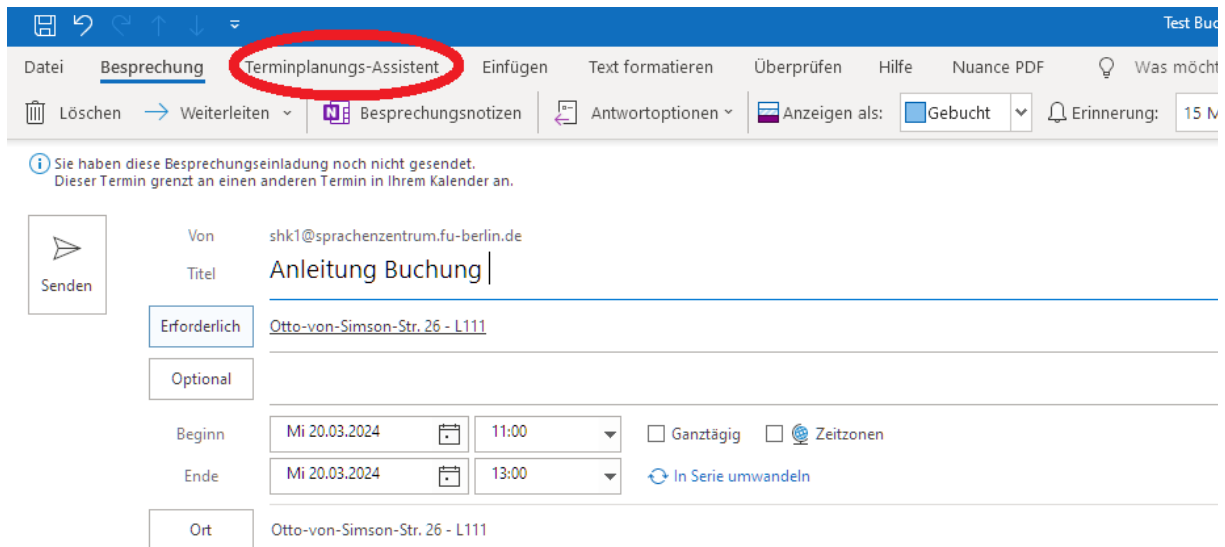 Test Buc
Datei Besprechung Terminplanungs-Assistent Einfügen Text formatieren Überprüfen Hilfe Nuance PDF Was möcht
Löschen Weiterleiten Besprechungsnotizen Antwortoptionen Anzeigen als: Gebucht Erinnerung: 15 M
Sie haben diese Besprechungseinladung noch nicht gesendet.
Dieser Termin grenzt an einen anderen Termin in Ihrem Kalender an.
Von shk1@sprachenzentrum.fu-berlin.de
Titel Anleitung Buchung
Senden
Erforderlich Otto-von-Simson-Str. 26 - L111
Optional
Beginn Mi 20.03.2024 11:00 Ganztägig Zeitzonen
Ende Mi 20.03.2024 13:00 In Serie umwandeln
Ort Otto-von-Simson-Str. 26 - L111